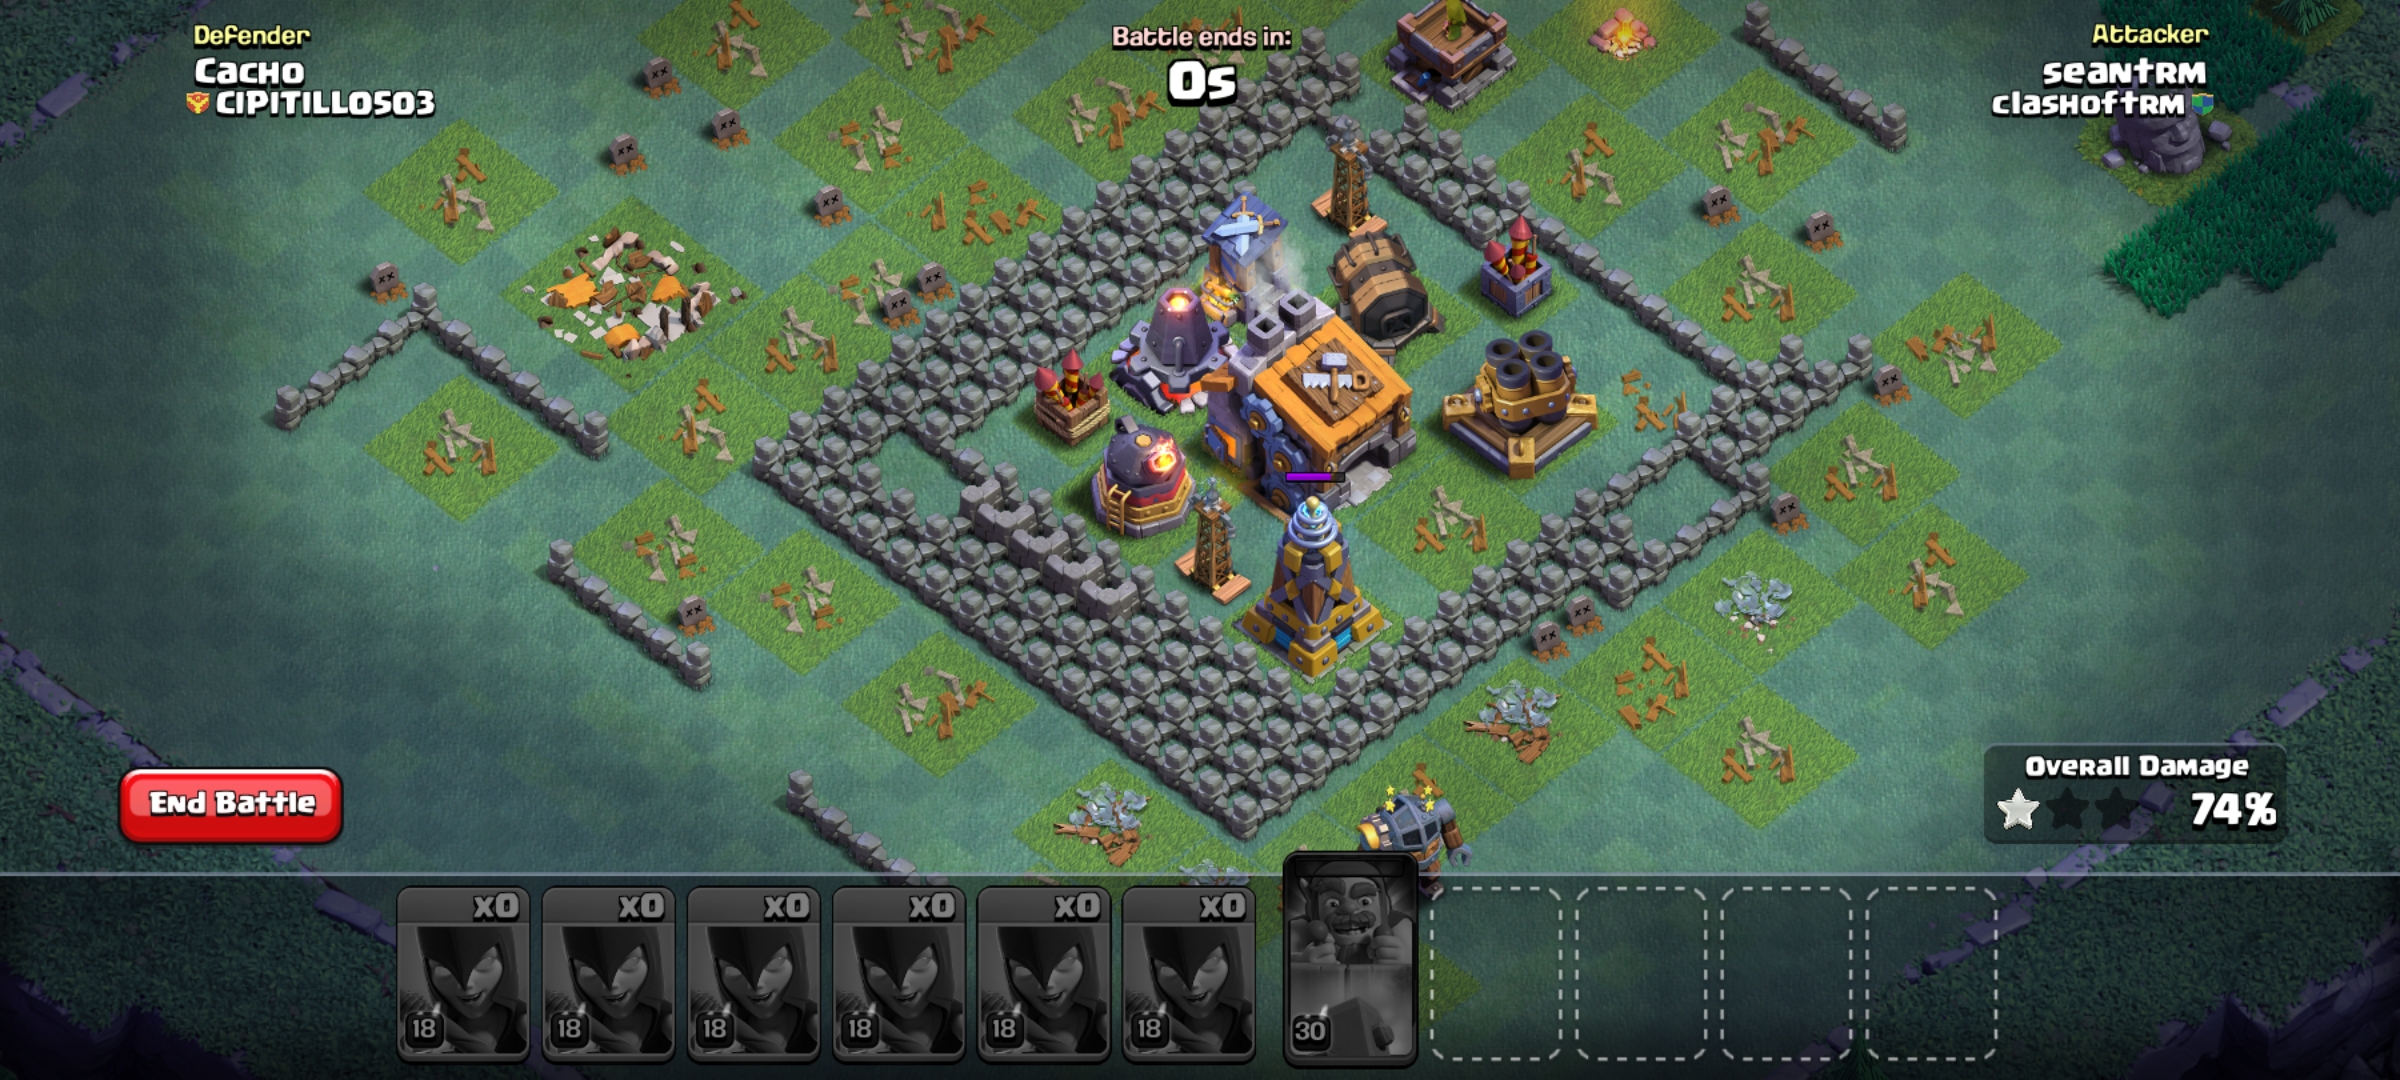 Defender
Cacho
CIPITILLOS03
Battle ends in:
0s
Attacker
seantRM
clashoftRM
End Battle
Overall Damage
74%
x0
x0
x0
x0
x0
x0
18
18
18
18
18
18
30